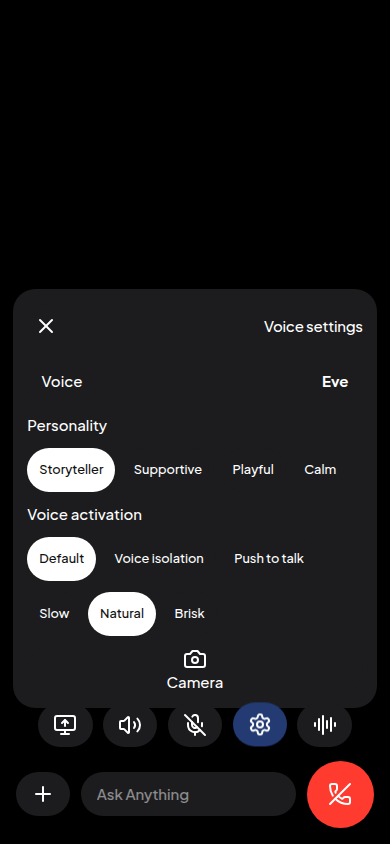 Voice settings
Voice Eve
Personality
Storyteller Supportive Playful Calm
Voice activation
Default Voice isolation Push to talk
Slow Natural Brisk
Camera
Ask Anything